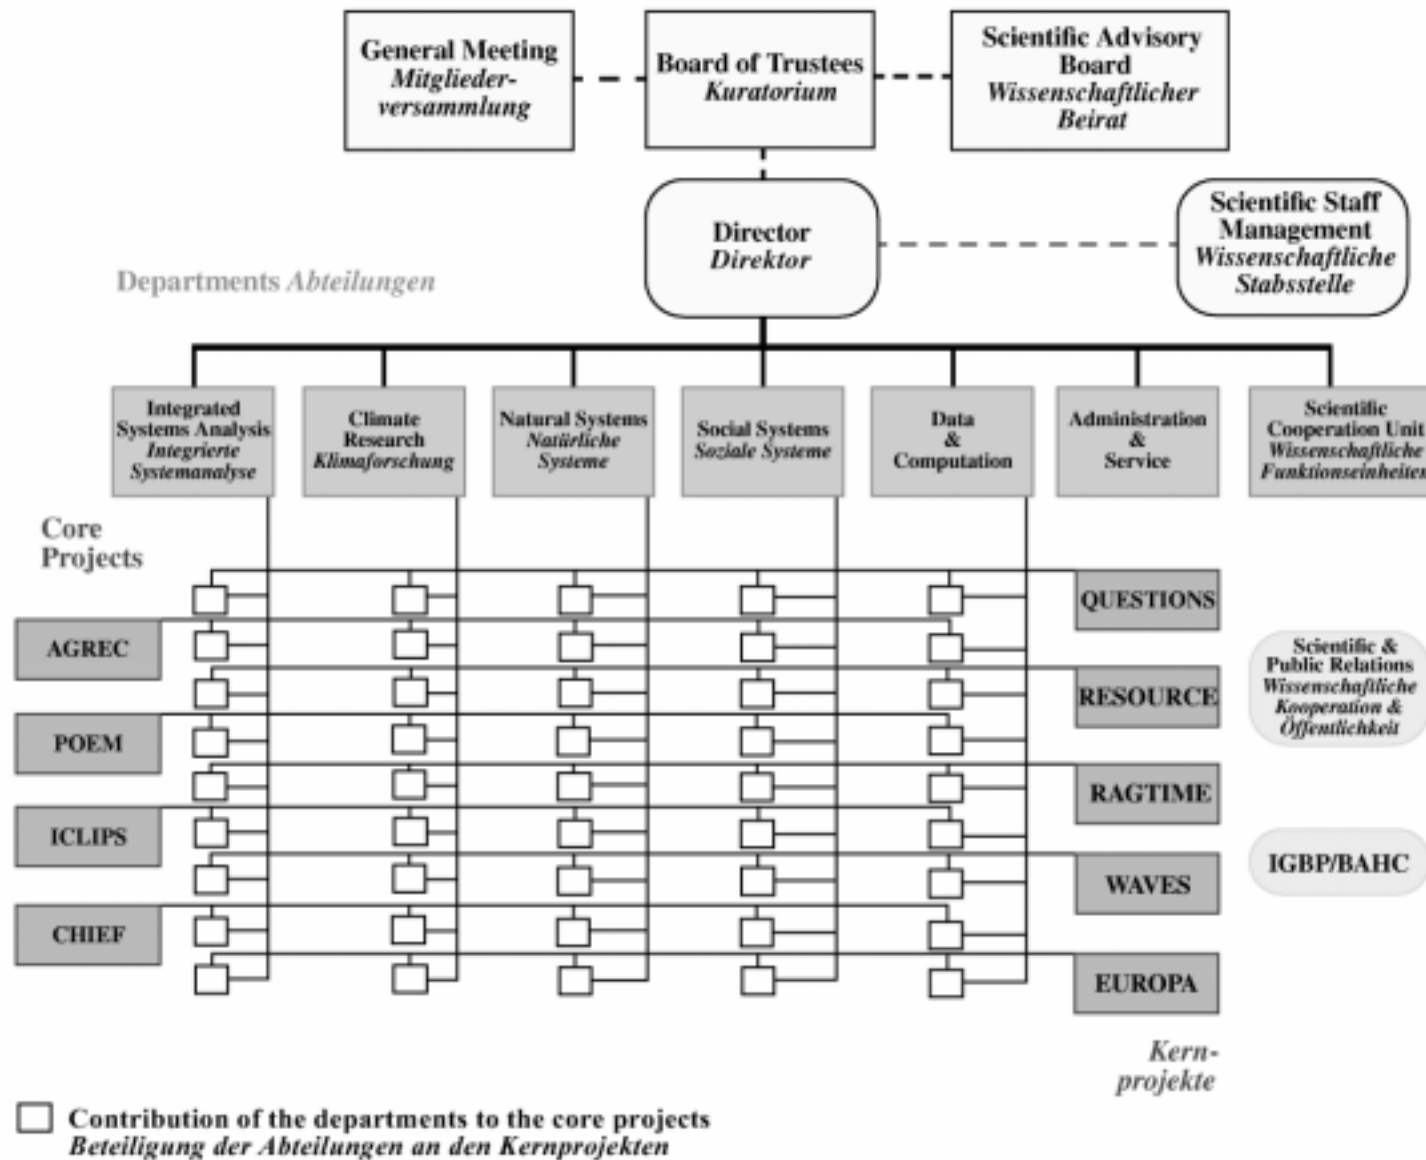 General Meeting
Mitglieder-
versammlung
Board of Trustees
Kuratorium
Scientific Advisory
Board
Wissenschaftlicher
Beirat
Director
Direktor
Scientific Staff
Management
Wissenschaftliche
Stabsstelle
Departments Abteilungen
Integrated
Systems Analysis
Integrierte
Systemanalyse
Climate
Research
Klimaforschung
Natural Systems
Natürliche
Systeme
Social Systems
Soziale Systeme
Data
&
Computation
Administration
&
Service
Scientific
Cooperation Unit
Wissenschaftliche
Funktionseinheiten
Core
Projects
QUESTIONS
AGREC
RESOURCE
POEM
RAGTIME
ICLIPS
WAVES
CHIEF
EUROPA
Scientific &
Public Relations
Wissenschaftliche
Kooperation &
Öffentlichkeit
IGBP/BAHC
Kern-
projekte
Contribution of the departments to the core projects
Beteiligung der Abteilungen an den Kernprojekten